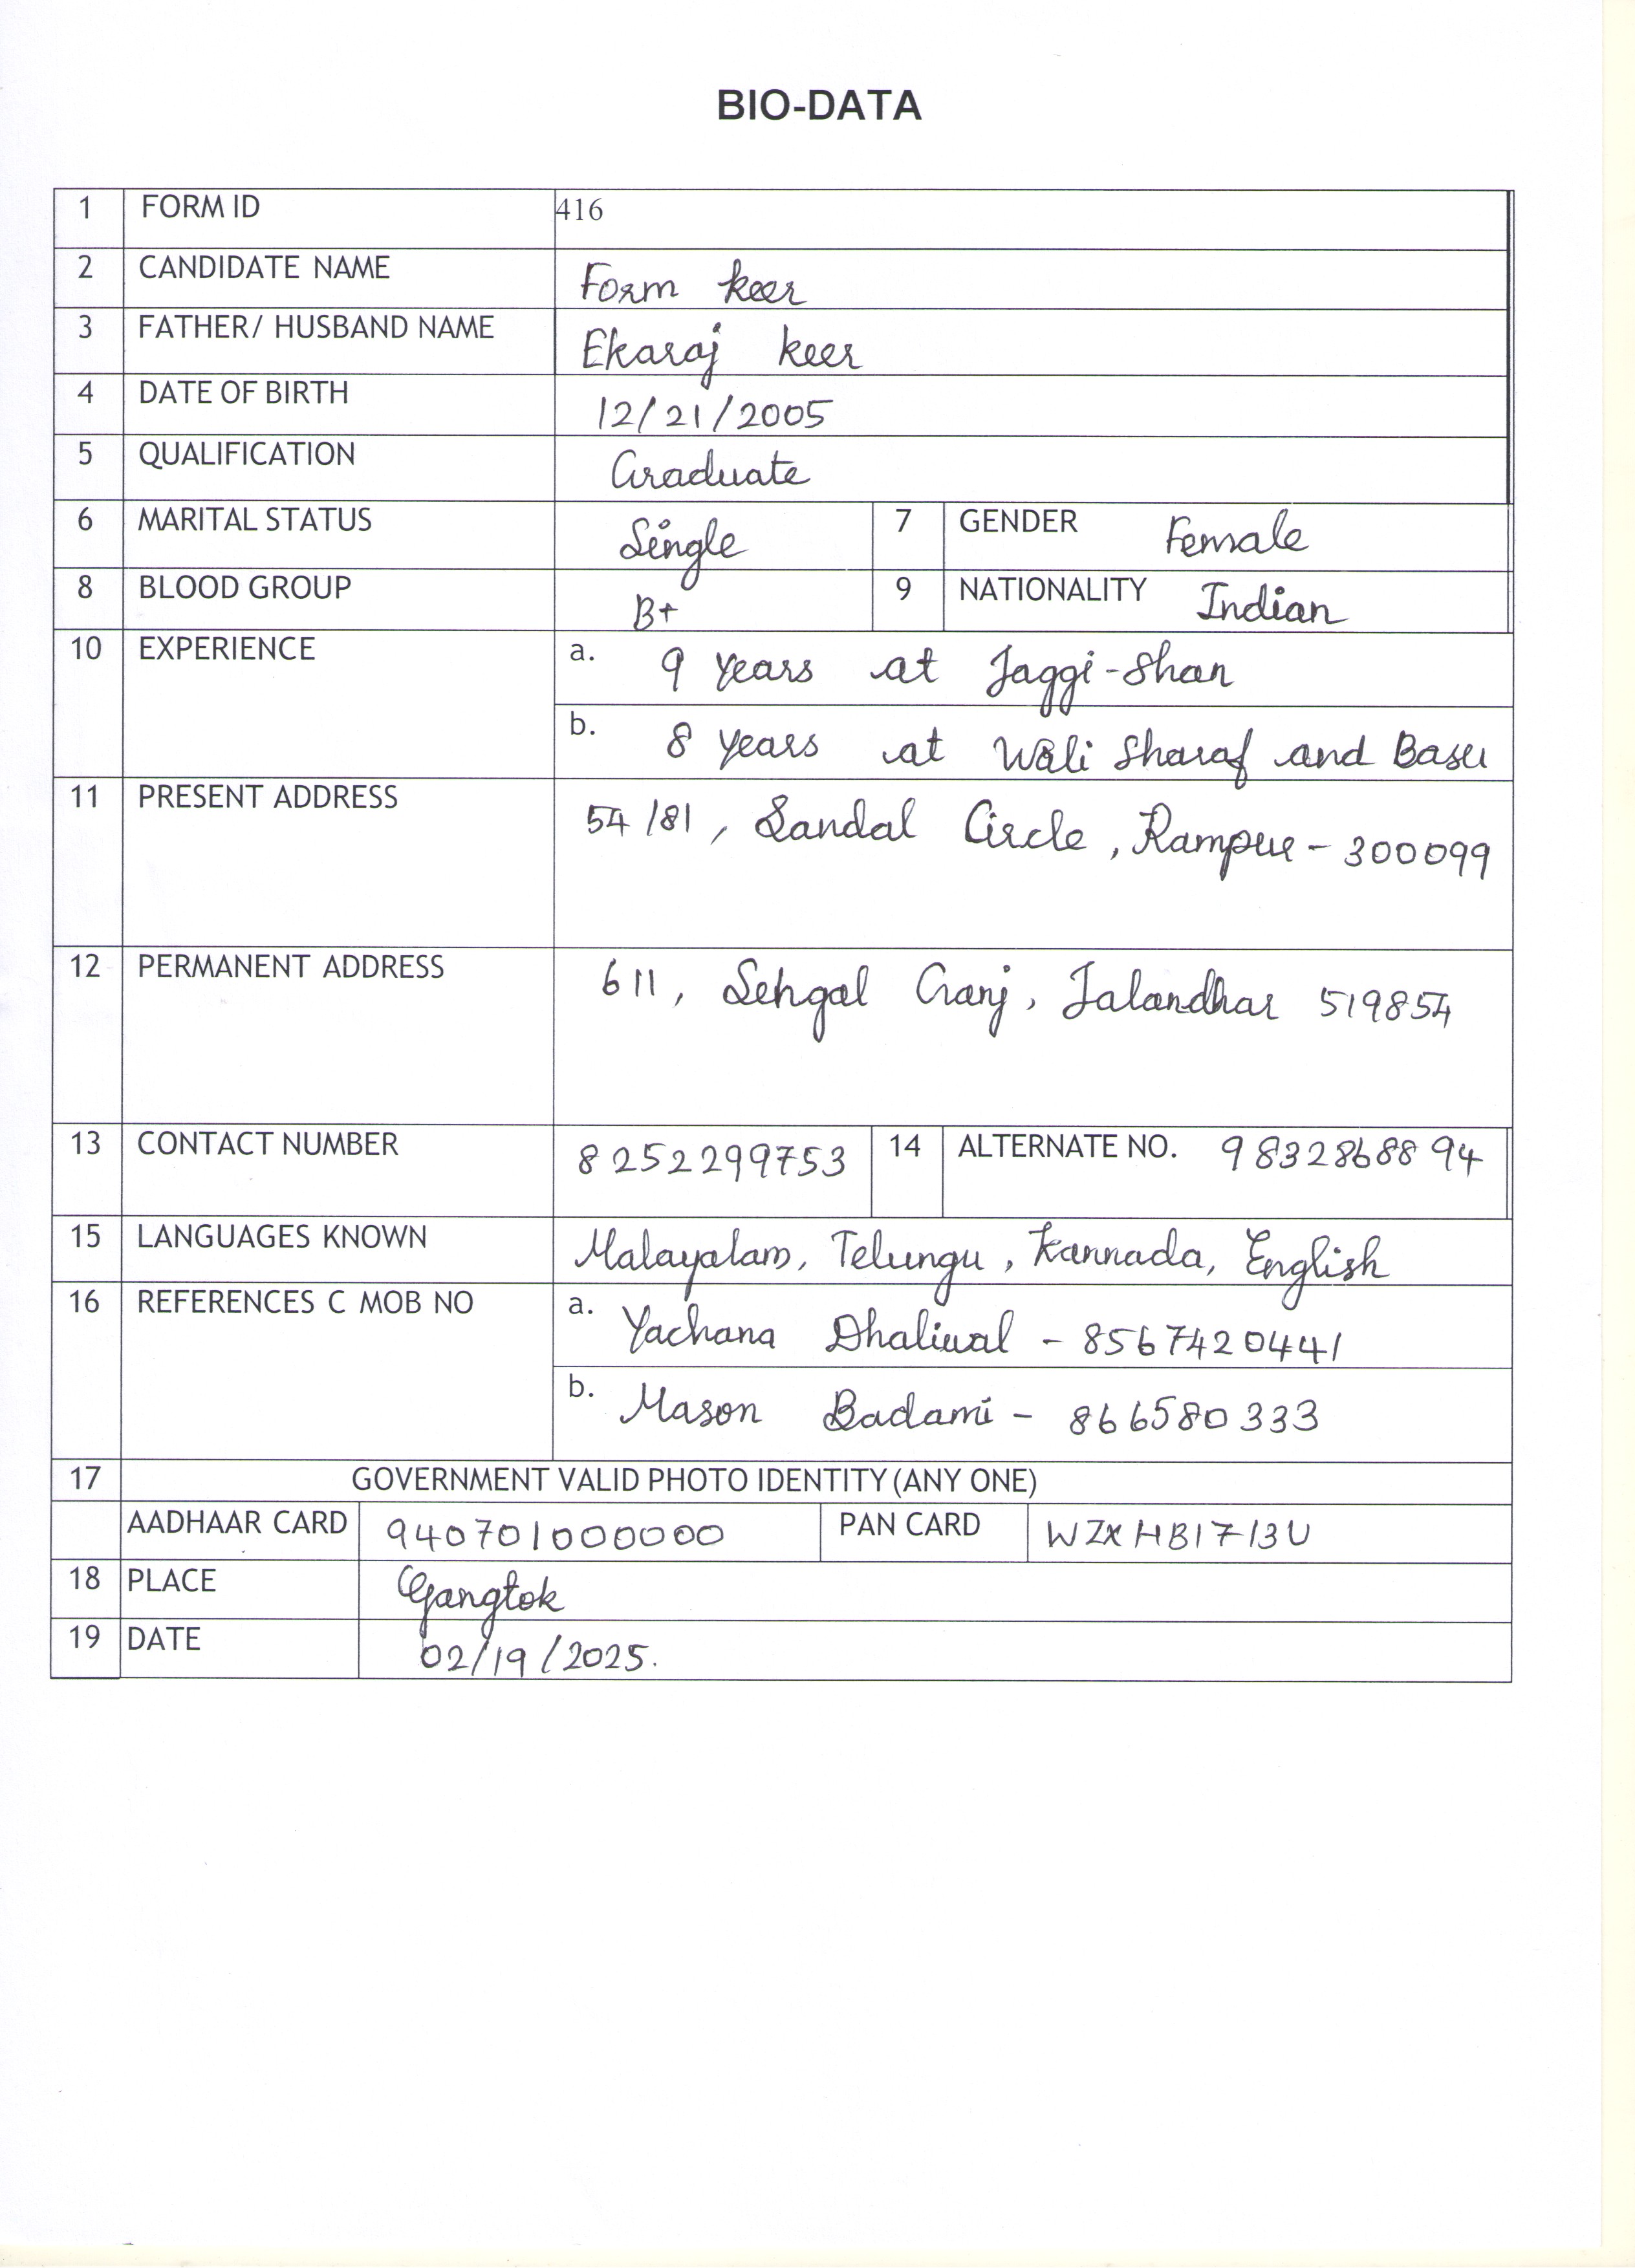 BIO-DATA
1 FORM ID 416
2 CANDIDATE NAME Form keer
3 FATHER/ HUSBAND NAME Ekaraj keer
4 DATE OF BIRTH 12/21/2005
5 QUALIFICATION Graduate
6 MARITAL STATUS Single 7 GENDER Female
8 BLOOD GROUP B+ 9 NATIONALITY Indian
10 EXPERIENCE a. 9 years at Jaggi-Shan
b. 8 years at Wali Sharaf and Basu
11 PRESENT ADDRESS 54/81, Sandal Circle, Rampur - 300099
12 PERMANENT ADDRESS 611, Sehgal Ganj, Jalandhar 519854
13 CONTACT NUMBER 8252299753 14 ALTERNATE NO. 9832868894
15 LANGUAGES KNOWN Malayalam, Telungu, Kannada, English
16 REFERENCES C MOB NO a. Yachana Dhaliwal - 8567420441
b. Mason Badami - 866580333
17 GOVERNMENT VALID PHOTO IDENTITY (ANY ONE)
AADHAAR CARD 940701000000 PAN CARD WZXHB1713U
18 PLACE Gangtok
19 DATE 02/19/2025.